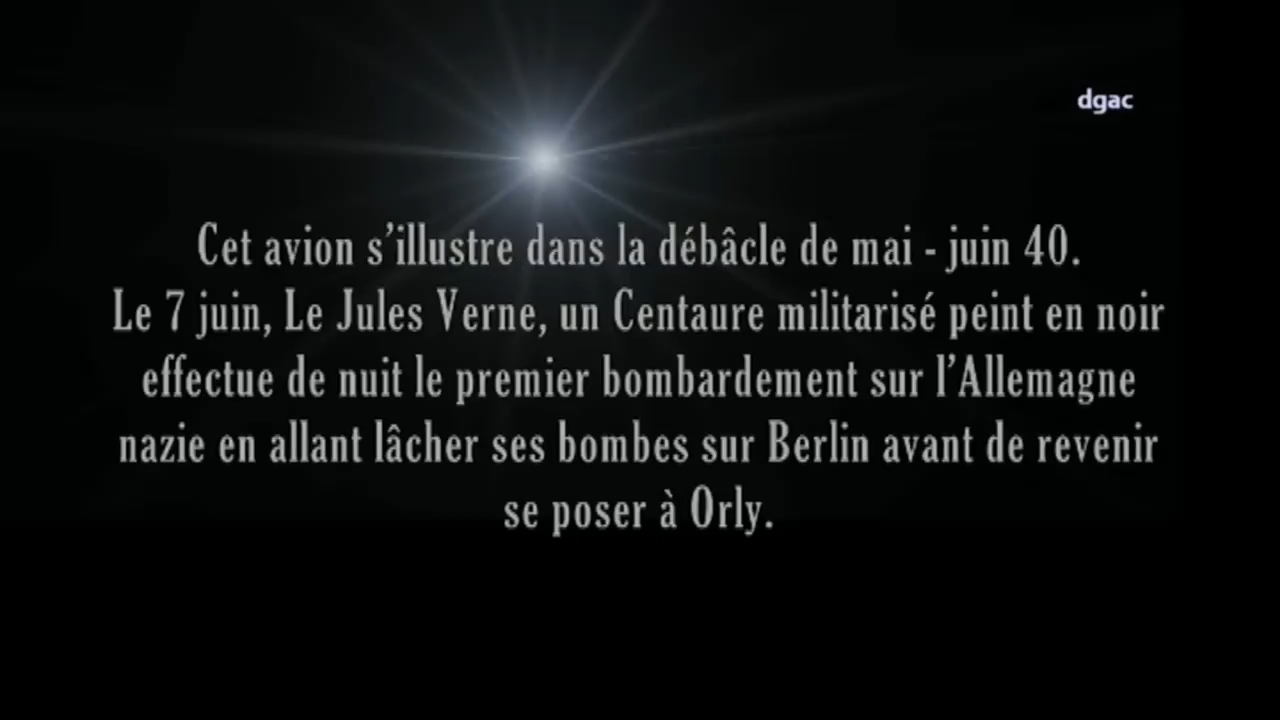 dgac
Cet avion s’illustre dans la débâcle de mai - juin 40.
Le 7 juin, Le Jules Verne, un Centaure militarisé peint en noir
effectue de nuit le premier bombardement sur l’Allemagne
nazie en allant lâcher ses bombes sur Berlin avant de revenir
se poser à Orly.